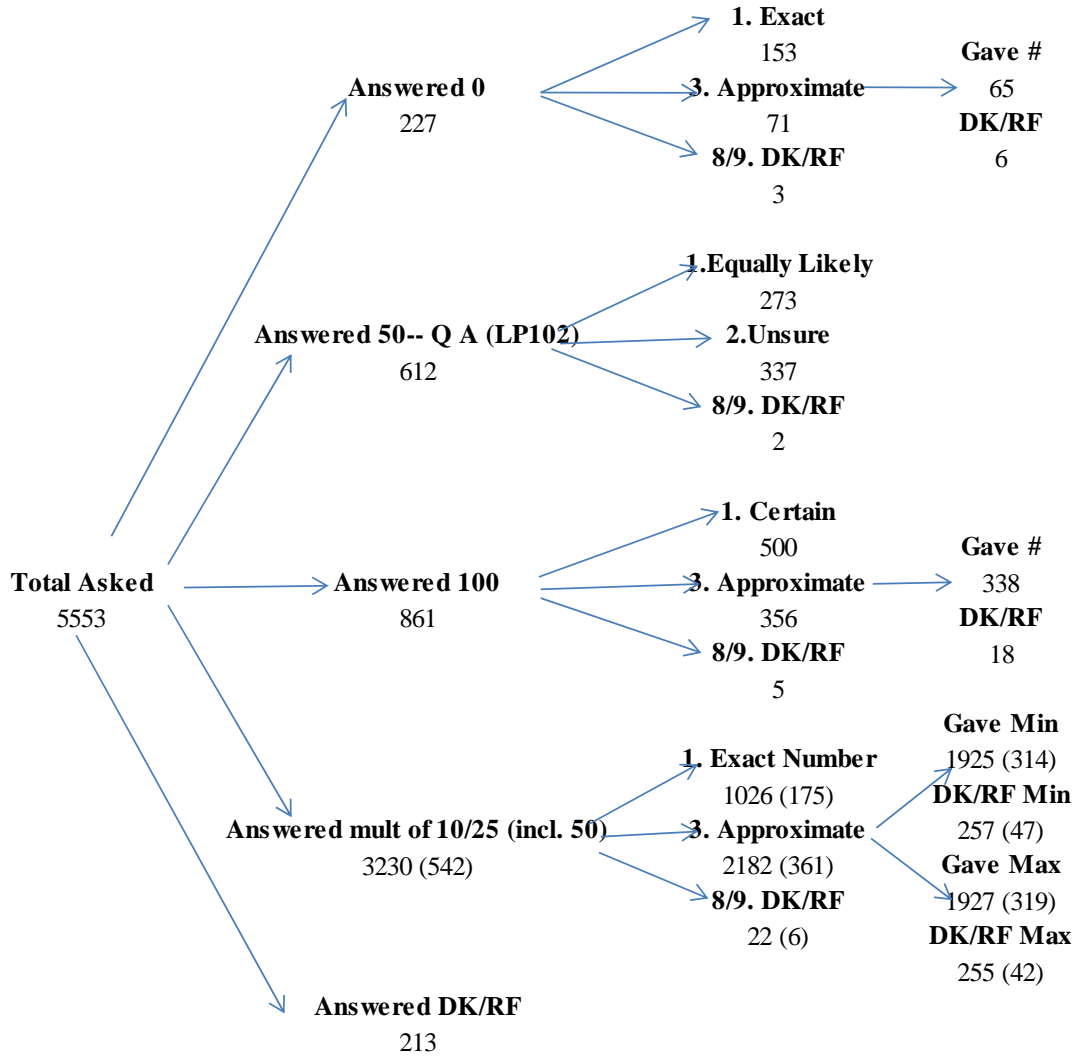 1. Exact
153
Gave #
Answered 0
3. Approximate
65
227
71
DK/RF
8/9. DK/RF
6
3
1.Equally Likely
273
Answered 50-- Q A (LP102)
2.Unsure
612
337
8/9. DK/RF
2
1. Certain
500
Gave #
Total Asked
Answered 100
3. Approximate
338
5553
861
356
DK/RF
8/9. DK/RF
18
5
Gave Min
1. Exact Number
1925 (314)
1026 (175)
DK/RF Min
Answered mult of 10/25 (incl. 50)
3. Approximate
257 (47)
3230 (542)
2182 (361)
Gave Max
8/9. DK/RF
1927 (319)
22 (6)
DK/RF Max
255 (42)
Answered DK/RF
213